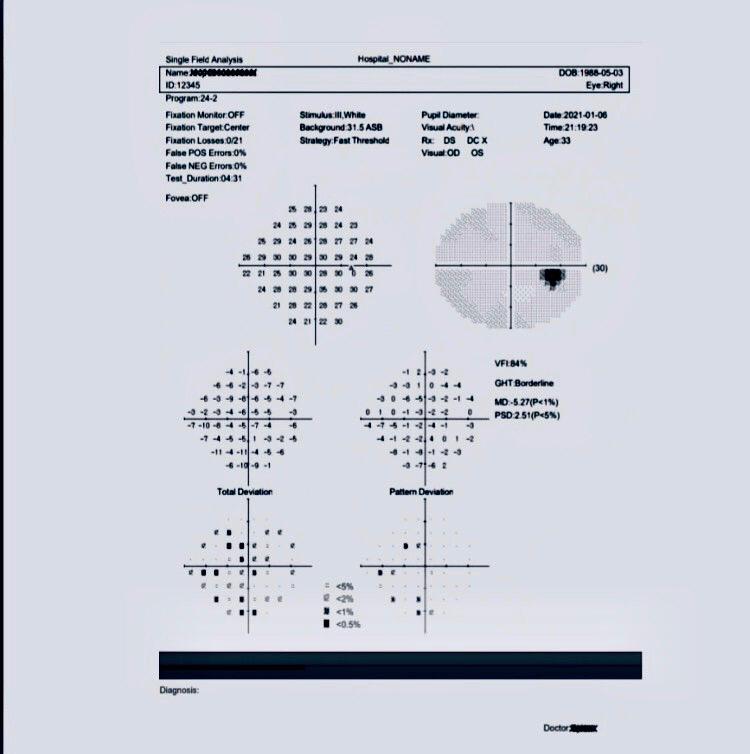 Single Field Analysis Hospital_NONAME
Name: DOB:1988-05-03
ID:12345 Eye:Right
Program:24-2
Fixation Monitor:OFF Stimulus:III,White Pupil Diameter: Date:2021-01-06
Fixation Target:Center Background:31.5 ASB Visual Acuity:\ Time:21:19:23
Fixation Losses:0/21 Strategy:Fast Threshold Rx: DS DC X Age:33
False POS Errors:0% Visual:OD OS
False NEG Errors:0%
Test_Duration:04:31
Fovea:OFF
25 28 23 24
24 25 29 28 24 23
25 29 24 26 28 27 27 24
26 29 30 30 29 30 29 24 28
(30)
22 21 25 30 30 28 30 0 26
24 28 28 29 35 30 30 27
21 28 22 28 27 26
24 21 22 30
VFI:84%
-4 -1 -6 -5 -1 2 -3 -2
GHT:Borderline
-6 -6 -2 -3 -7 -7 -3 -3 1 0 -4 -4
-6 -3 -9 -8 -6 -5 -4 -7 -3 0 -6 -5 -3 -2 -1 -4
MD:-5.27(P<1%)
-3 -2 -3 -4 -6 -5 -5 -3 0 1 0 -1 -3 -2 -2 0
PSD:2.51(P<5%)
-7 -10 -8 -4 -5 -7 -4 -6 -4 -7 -5 -1 -2 -4 -1 -3
-7 -4 -5 -5 1 -3 -2 -5 -4 -1 -2 -2 4 0 1 -2
-11 -4 -11 -4 -5 -6 -8 -1 -8 -1 -2 -3
-6 -10 -9 -1 -3 -7 -6 2
Total Deviation Pattern Deviation
<5%
<2%
<1%
<0.5%
Diagnosis:
Doctor: